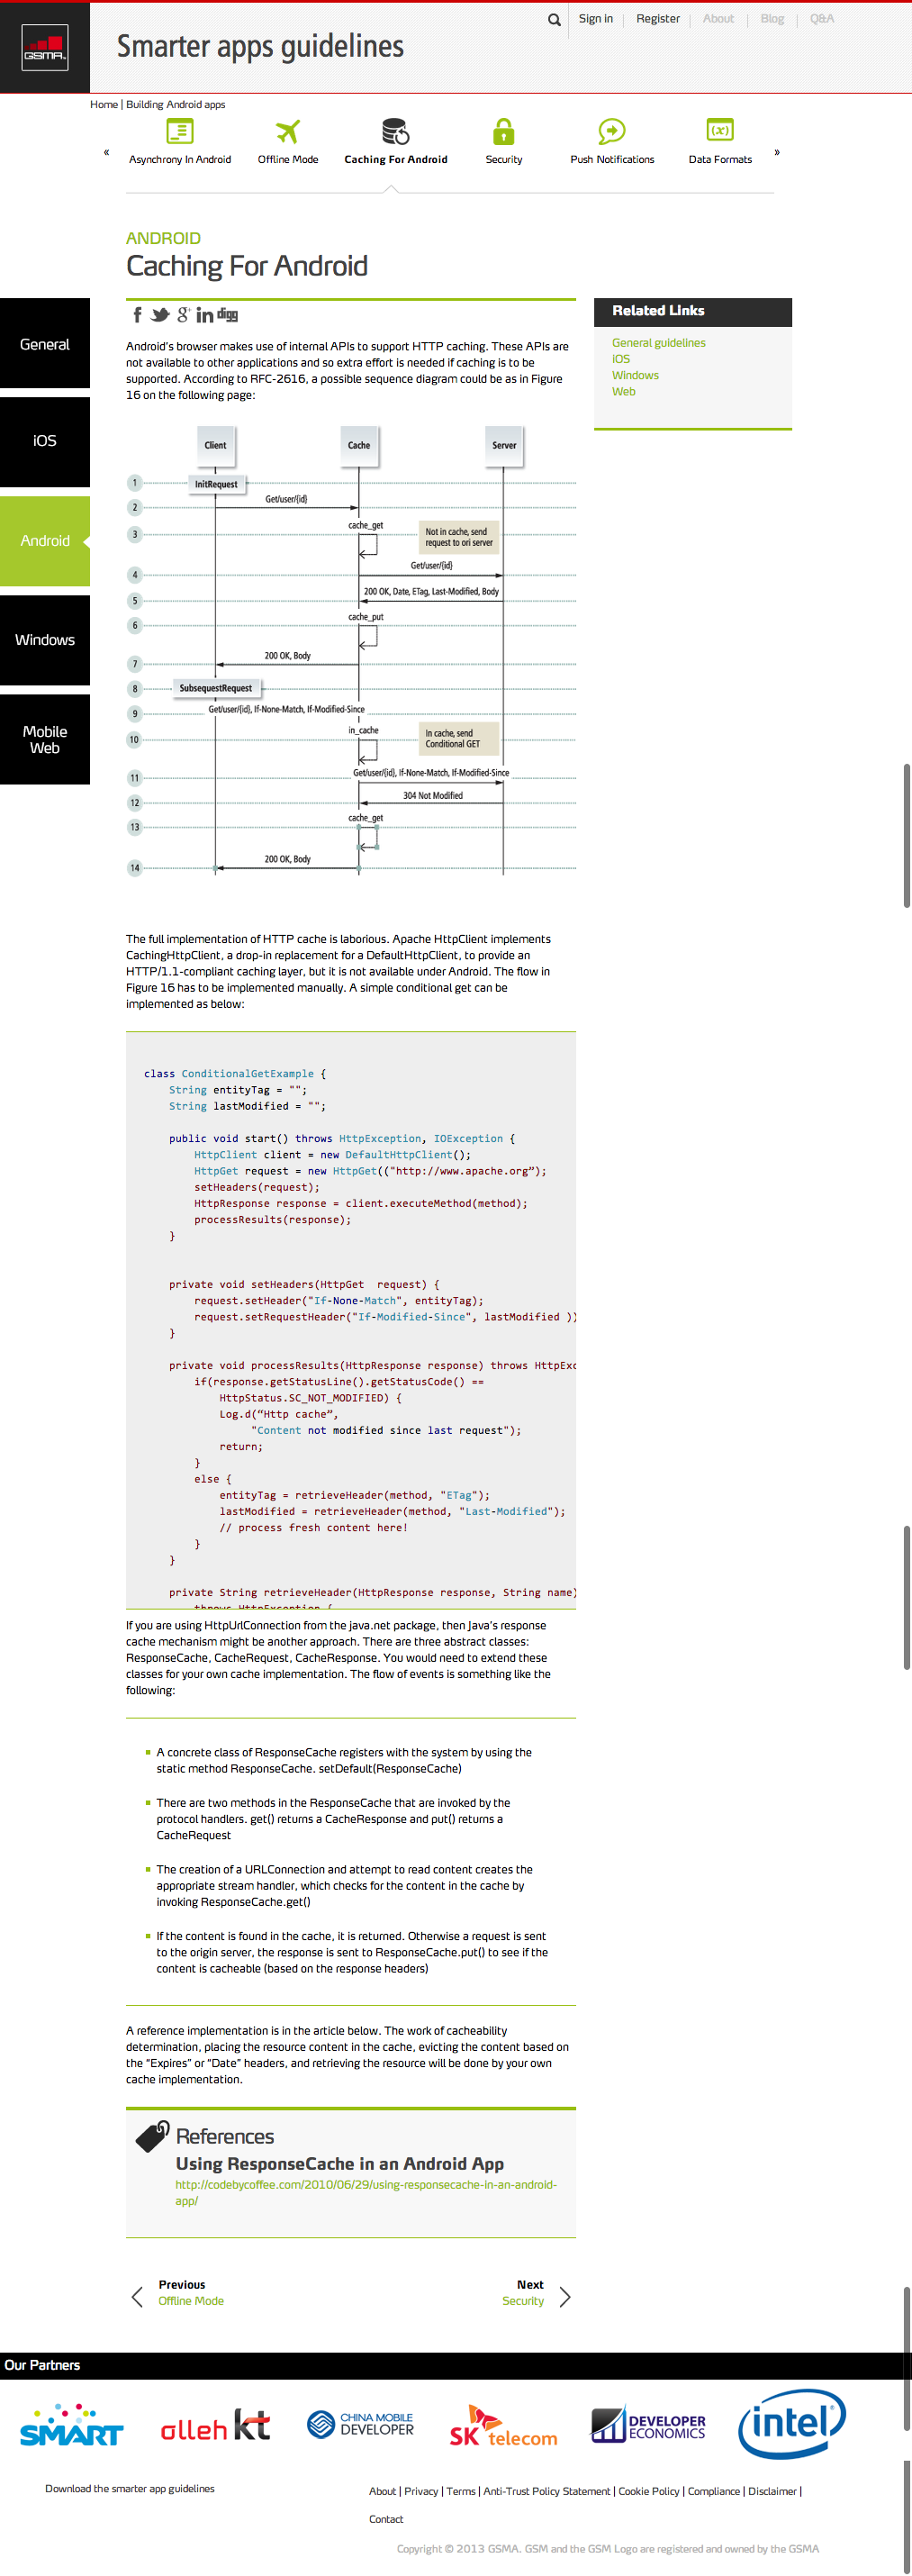 GSMA
Smarter apps guidelines
Sign in
Register
About
Blog
Q&A
Home | Building Android apps
«
Asynchrony In Android
Offline Mode
Caching For Android
Security
Push Notifications
Data Formats
»
ANDROID
Caching For Android
General
iOS
Android
Windows
Mobile
Web
Related Links
General guidelines
iOS
Windows
Web
Android's browser makes use of internal APIs to support HTTP caching. These APIs are
not available to other applications and so extra effort is needed if caching is to be
supported. According to RFC-2616, a possible sequence diagram could be as in Figure
16 on the following page:
Client
Cache
Server
1
InitRequest
2
Get/user/{id}
3
cache_get
Not in cache, send
request to ori server
4
Get/user/{id}
5
200 OK, Date, ETag, Last-Modified, Body
6
cache_put
7
200 OK, Body
8
SubsequestRequest
9
Get/user/{id}, If-None-Match, If-Modified-Since
10
in_cache
In cache, send
Conditional GET
11
Get/user/{id}, If-None-Match, If-Modified-Since
12
304 Not Modified
13
cache_get
14
200 OK, Body
The full implementation of HTTP cache is laborious. Apache HttpClient implements
CachingHttpClient, a drop-in replacement for a DefaultHttpClient, to provide an
HTTP/1.1-compliant caching layer, but it is not available under Android. The flow in
Figure 16 has to be implemented manually. A simple conditional get can be
implemented as below:
class ConditionalGetExample {
String entityTag = "";
String lastModified = "";
public void start() throws HttpException, IOException {
HttpClient client = new DefaultHttpClient();
HttpGet request = new HttpGet(("http://www.apache.org”);
setHeaders(request);
HttpResponse response = client.executeMethod(method);
processResults(response);
}
private void setHeaders(HttpGet  request) {
request.setHeader("If-None-Match", entityTag);
request.setRequestHeader("If-Modified-Since", lastModified ))
}
private void processResults(HttpResponse response) throws HttpExc
if(response.getStatusLine().getStatusCode() ==
HttpStatus.SC_NOT_MODIFIED) {
Log.d(“Http cache”,
"Content not modified since last request");
return;
}
else {
entityTag = retrieveHeader(method, "ETag");
lastModified = retrieveHeader(method, "Last-Modified");
// process fresh content here!
}
}
private String retrieveHeader(HttpResponse response, String name)
throws HttpException {
If you are using HttpUrlConnection from the java.net package, then Java's response
cache mechanism might be another approach. There are three abstract classes:
ResponseCache, CacheRequest, CacheResponse. You would need to extend these
classes for your own cache implementation. The flow of events is something like the
following:
A concrete class of ResponseCache registers with the system by using the
static method ResponseCache. setDefault(ResponseCache)
There are two methods in the ResponseCache that are invoked by the
protocol handlers. get() returns a CacheResponse and put() returns a
CacheRequest
The creation of a URLConnection and attempt to read content creates the
appropriate stream handler, which checks for the content in the cache by
invoking ResponseCache.get()
If the content is found in the cache, it is returned. Otherwise a request is sent
to the origin server, the response is sent to ResponseCache.put() to see if the
content is cacheable (based on the response headers)
A reference implementation is in the article below. The work of cacheability
determination, placing the resource content in the cache, evicting the content based on
the “Expires” or “Date” headers, and retrieving the resource will be done by your own
cache implementation.
References
Using ResponseCache in an Android App
http://codebycoffee.com/2010/06/29/using-responsecache-in-an-android-
app/
Previous
Offline Mode
Next
Security
Our Partners
SMART
olleh kt
CHINA MOBILE
DEVELOPER
SK telecom
DEVELOPER
ECONOMICS
intel
Download the smarter app guidelines
About | Privacy | Terms | Anti-Trust Policy Statement | Cookie Policy | Compliance | Disclaimer |
Contact
Copyright © 2013 GSMA. GSM and the GSM Logo are registered and owned by the GSMA